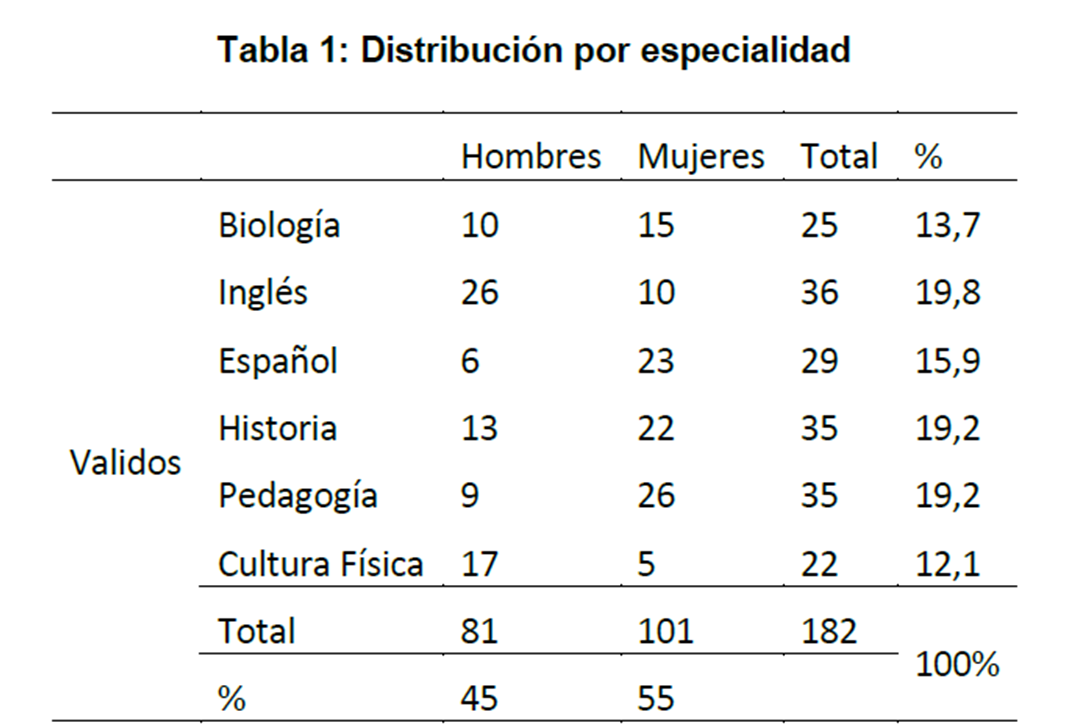 Tabla 1: Distribución por especialidad
Hombres Mujeres Total %
Biología 10 15 25 13,7
Inglés 26 10 36 19,8
Español 6 23 29 15,9
Historia 13 22 35 19,2
Validos
Pedagogía 9 26 35 19,2
Cultura Física 17 5 22 12,1
Total 81 101 182
100%
% 45 55